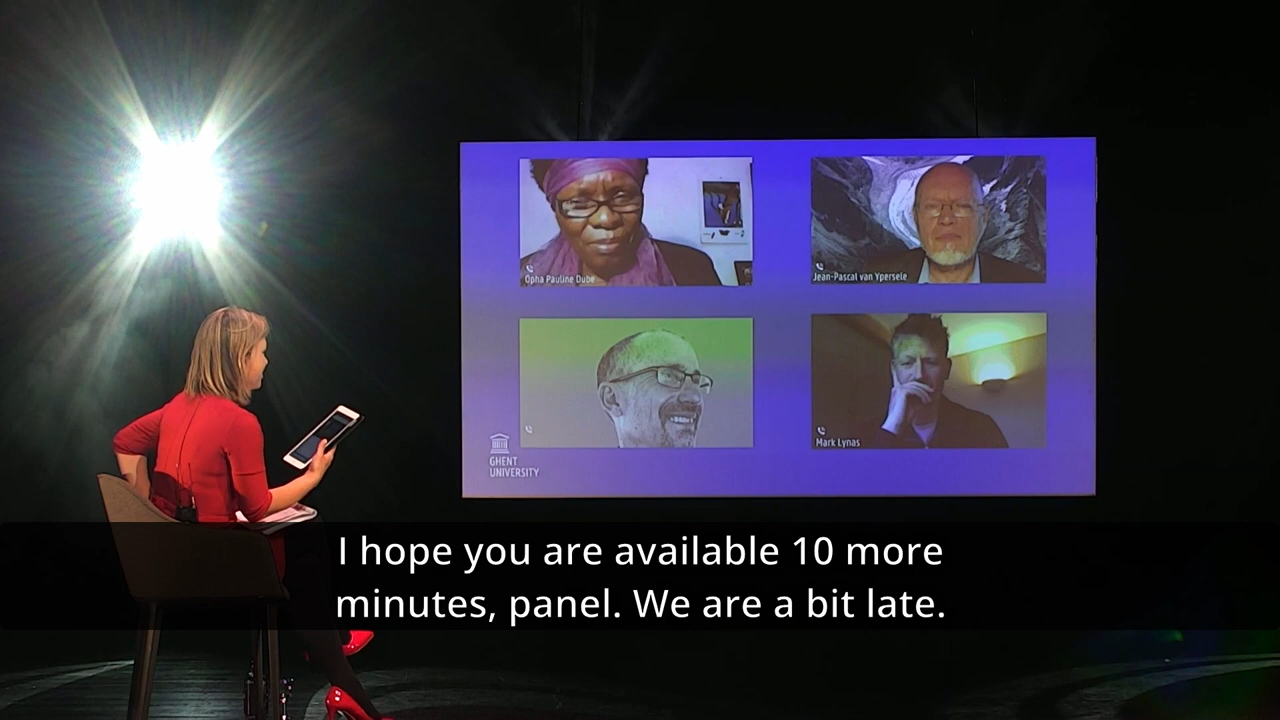 Opha Pauline Dube
Jean-Pascal van Ypersele
Mark Lynas
GHENT
UNIVERSITY
I hope you are available 10 more
minutes, panel. We are a bit late.